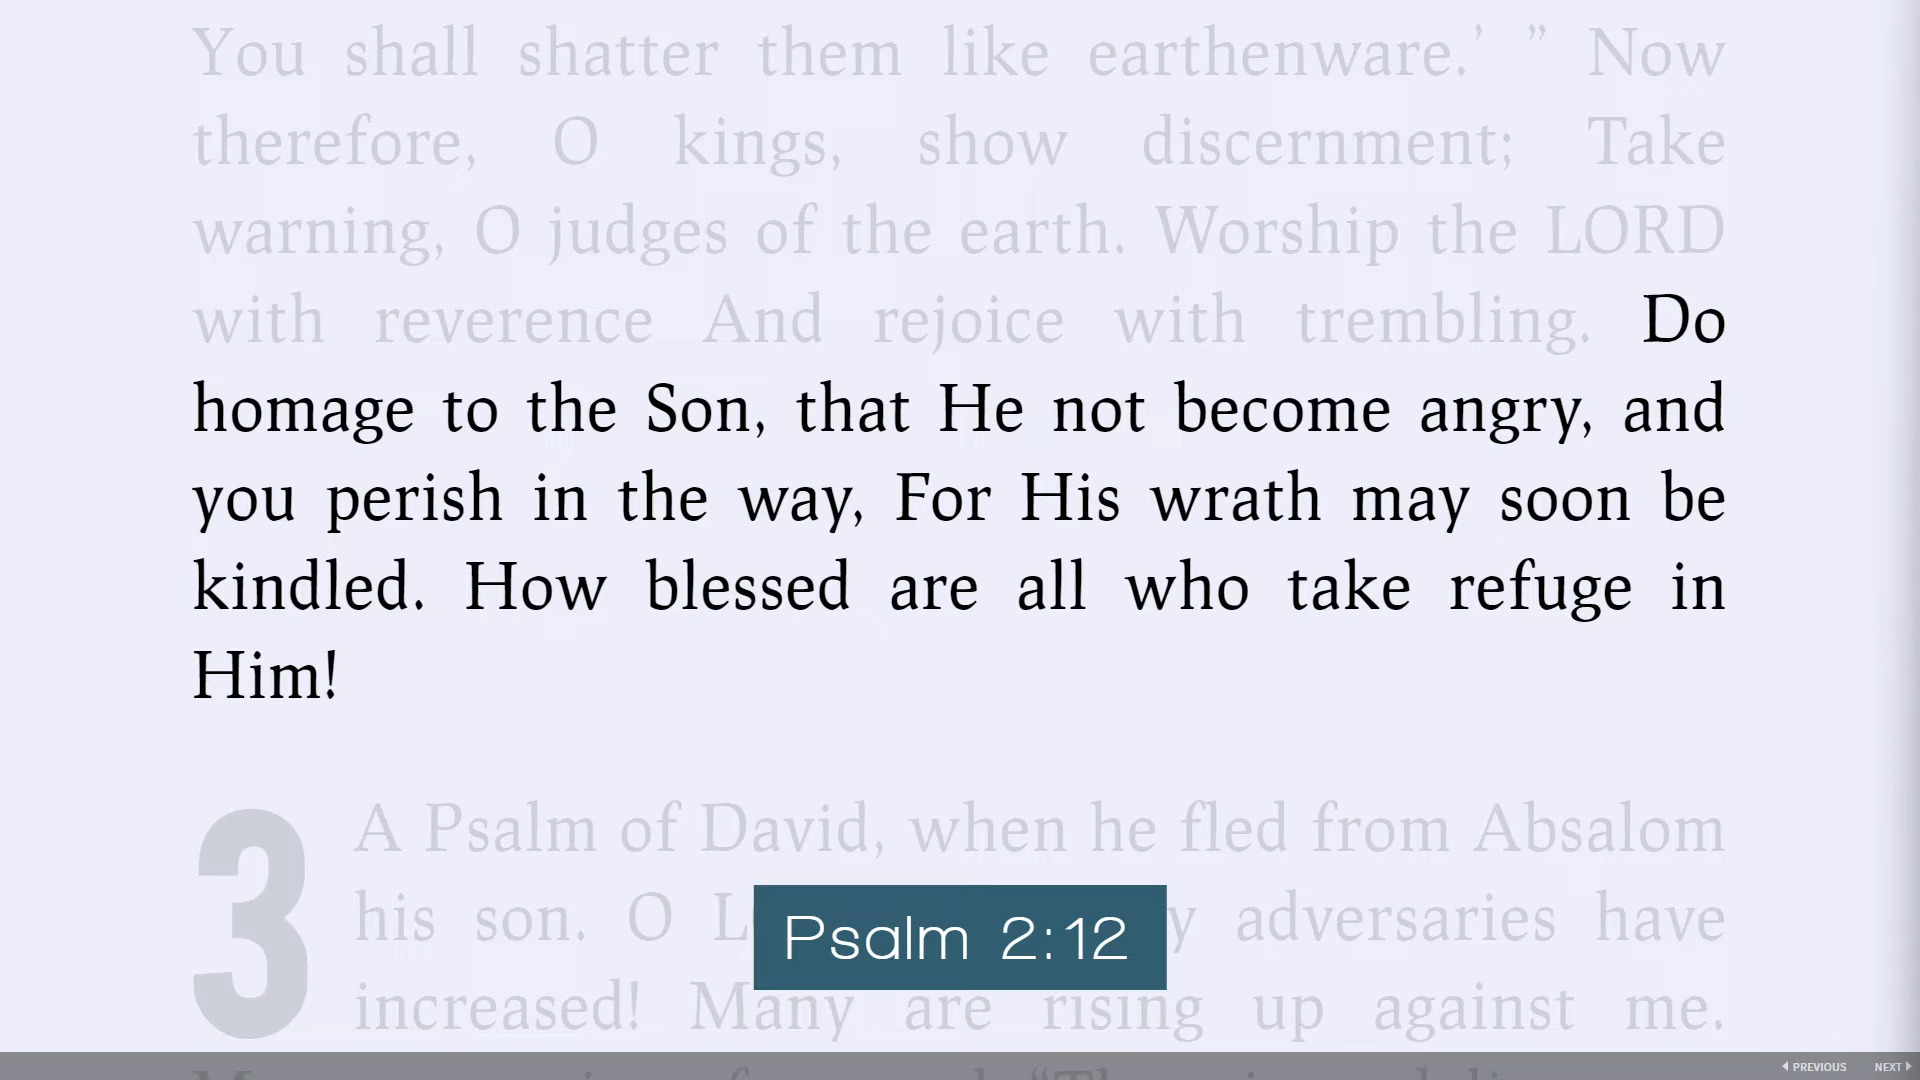 You shall shatter them like earthenware.’ ” Now
therefore, O kings, show discernment; Take
warning, O judges of the earth. Worship the LORD
with reverence And rejoice with trembling. Do
homage to the Son, that He not become angry, and
you perish in the way, For His wrath may soon be
kindled. How blessed are all who take refuge in
Him!
3 A Psalm of David, when he fled from Absalom
his son. O adversaries have
Psalm 2:12
increased! Many are rising up against me.
PREVIOUS NEXT